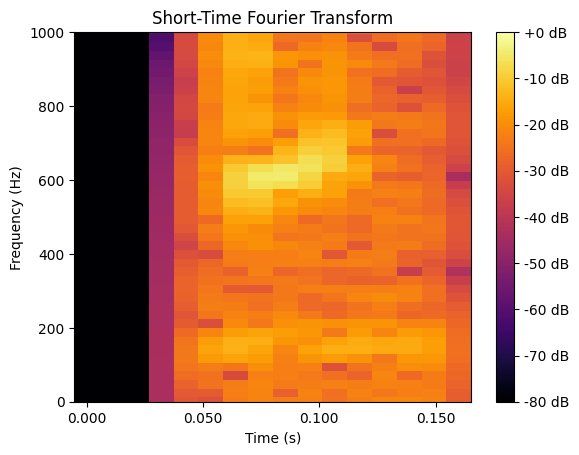 Short-Time Fourier Transform
1000
800
600
400
200
0
Frequency (Hz)
0.000
0.050
0.100
0.150
Time (s)
+0 dB
-10 dB
-20 dB
-30 dB
-40 dB
-50 dB
-60 dB
-70 dB
-80 dB